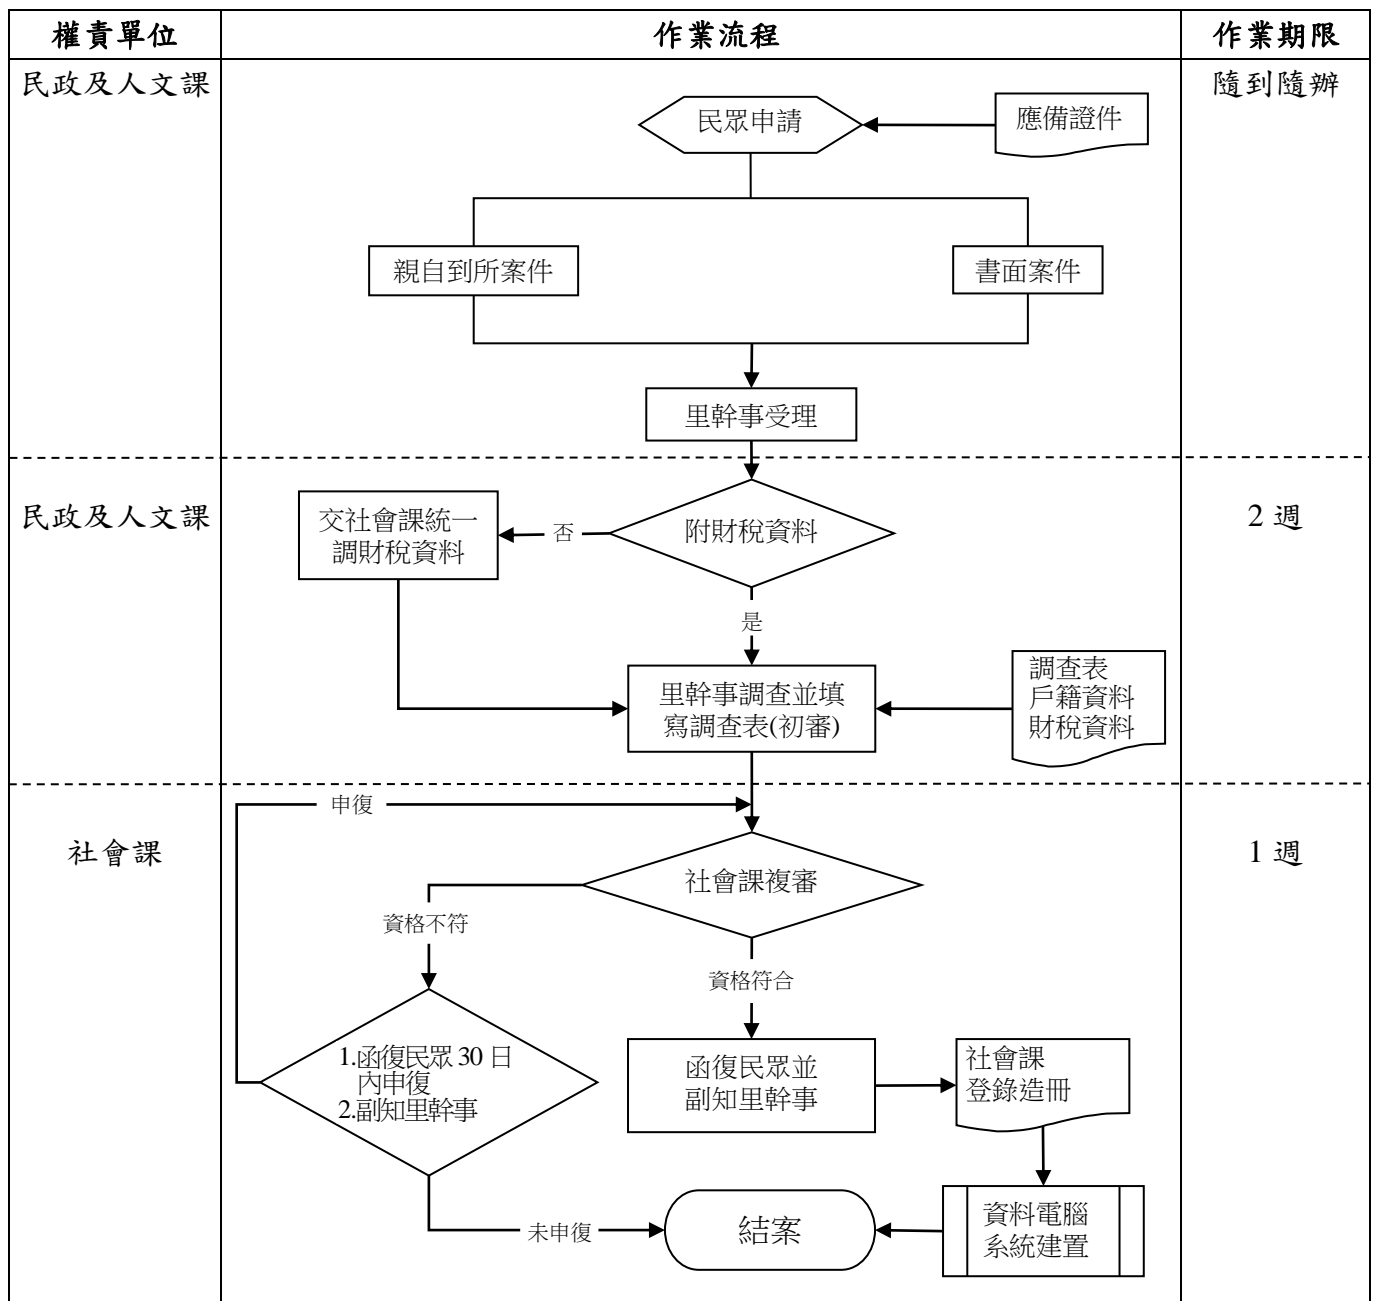 權責單位
作業流程
作業期限
民政及人文課
隨到隨辦
民眾申請
應備證件
親自到所案件
書面案件
里幹事受理
民政及人文課
2 週
交社會課統一
調財稅資料
否
附財稅資料
是
里幹事調查並填
寫調查表(初審)
調查表
戶籍資料
財稅資料
申復
社會課
1 週
社會課複審
資格不符
資格符合
1.函復民眾 30 日
內申復
2.副知里幹事
函復民眾並
副知里幹事
社會課
登錄造冊
未申復
結案
資料電腦
系統建置